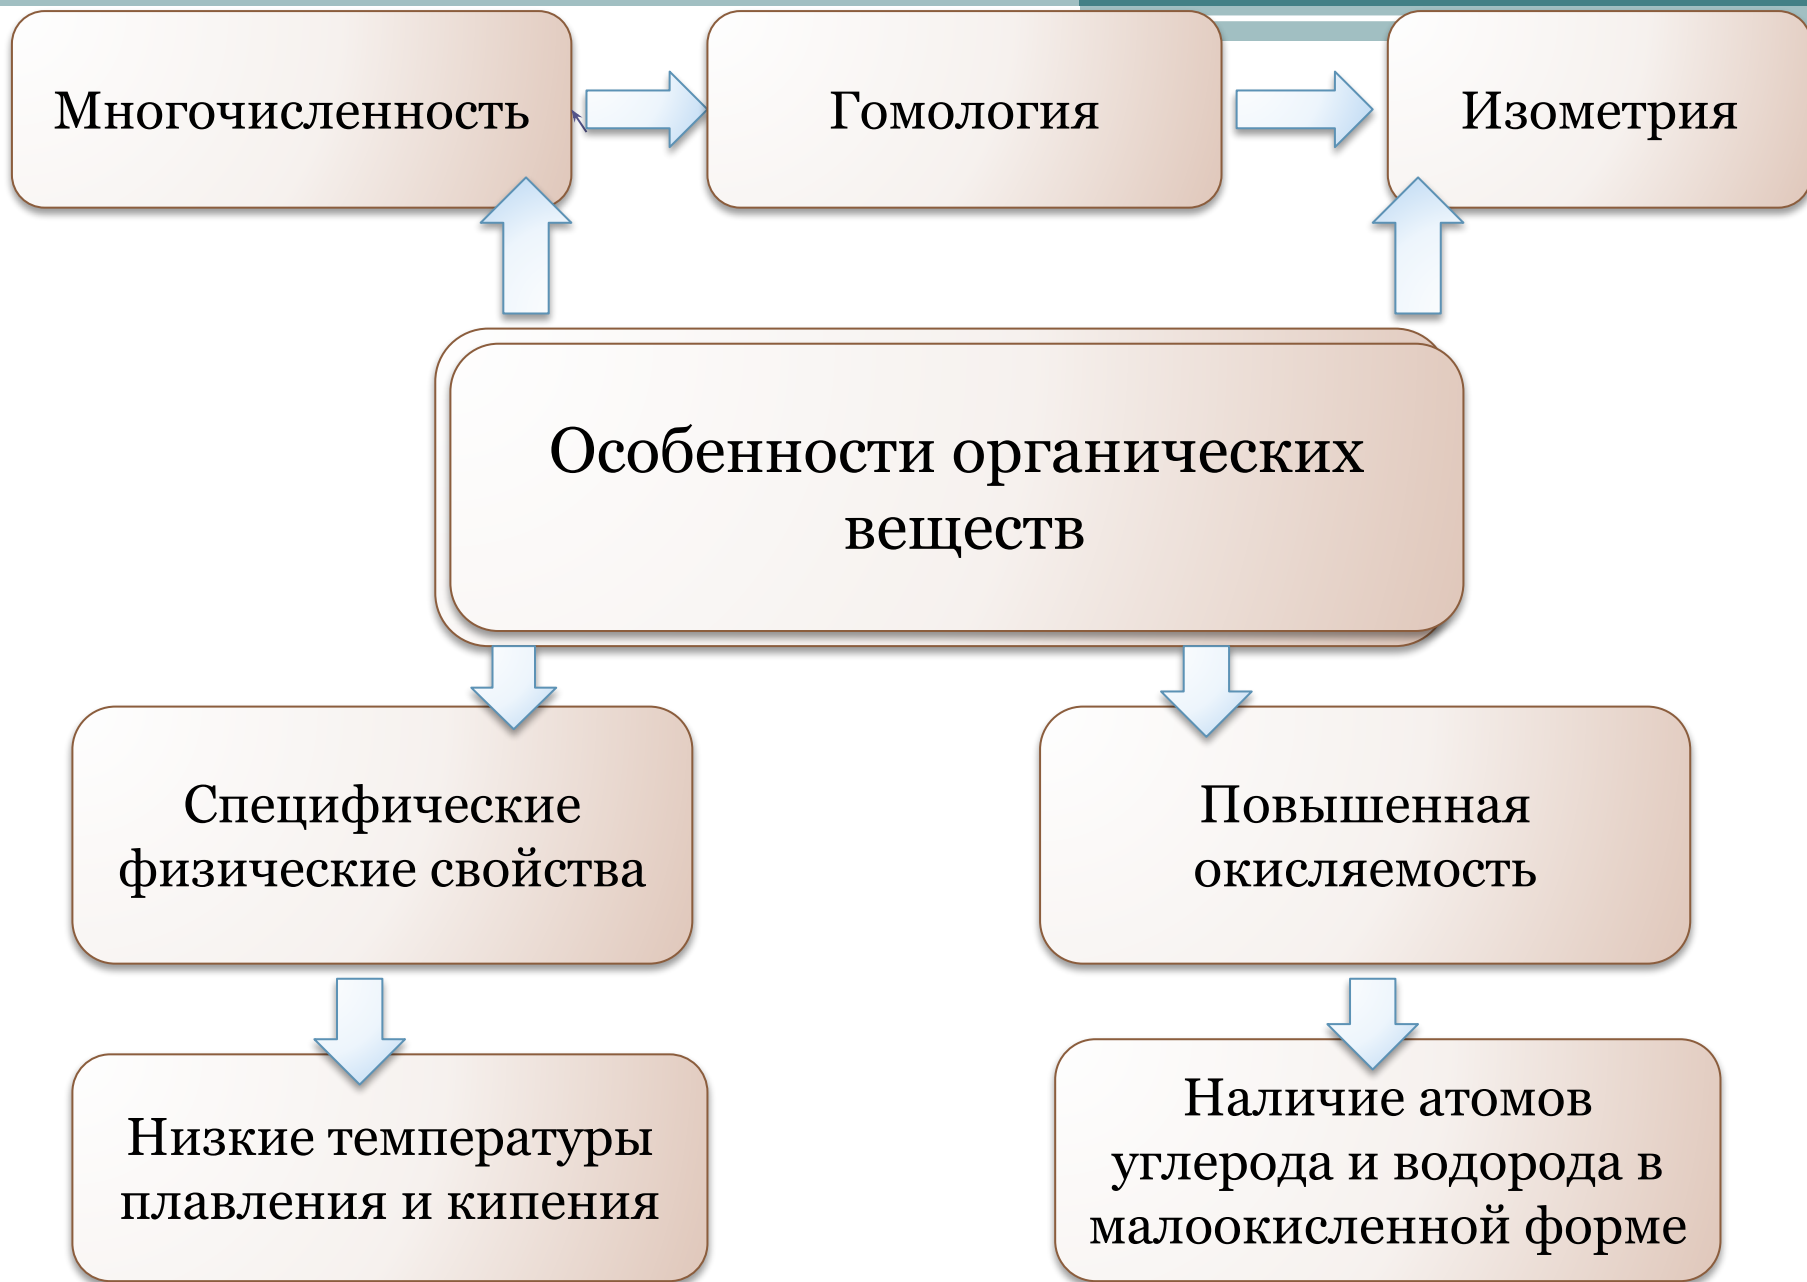 Многочисленность
Гомология
Изометрия
Особенности органических
веществ
Специфические
физические свойства
Повышенная
окисляемость
Низкие температуры
плавления и кипения
Наличие атомов
углерода и водорода в
малоокисленной форме